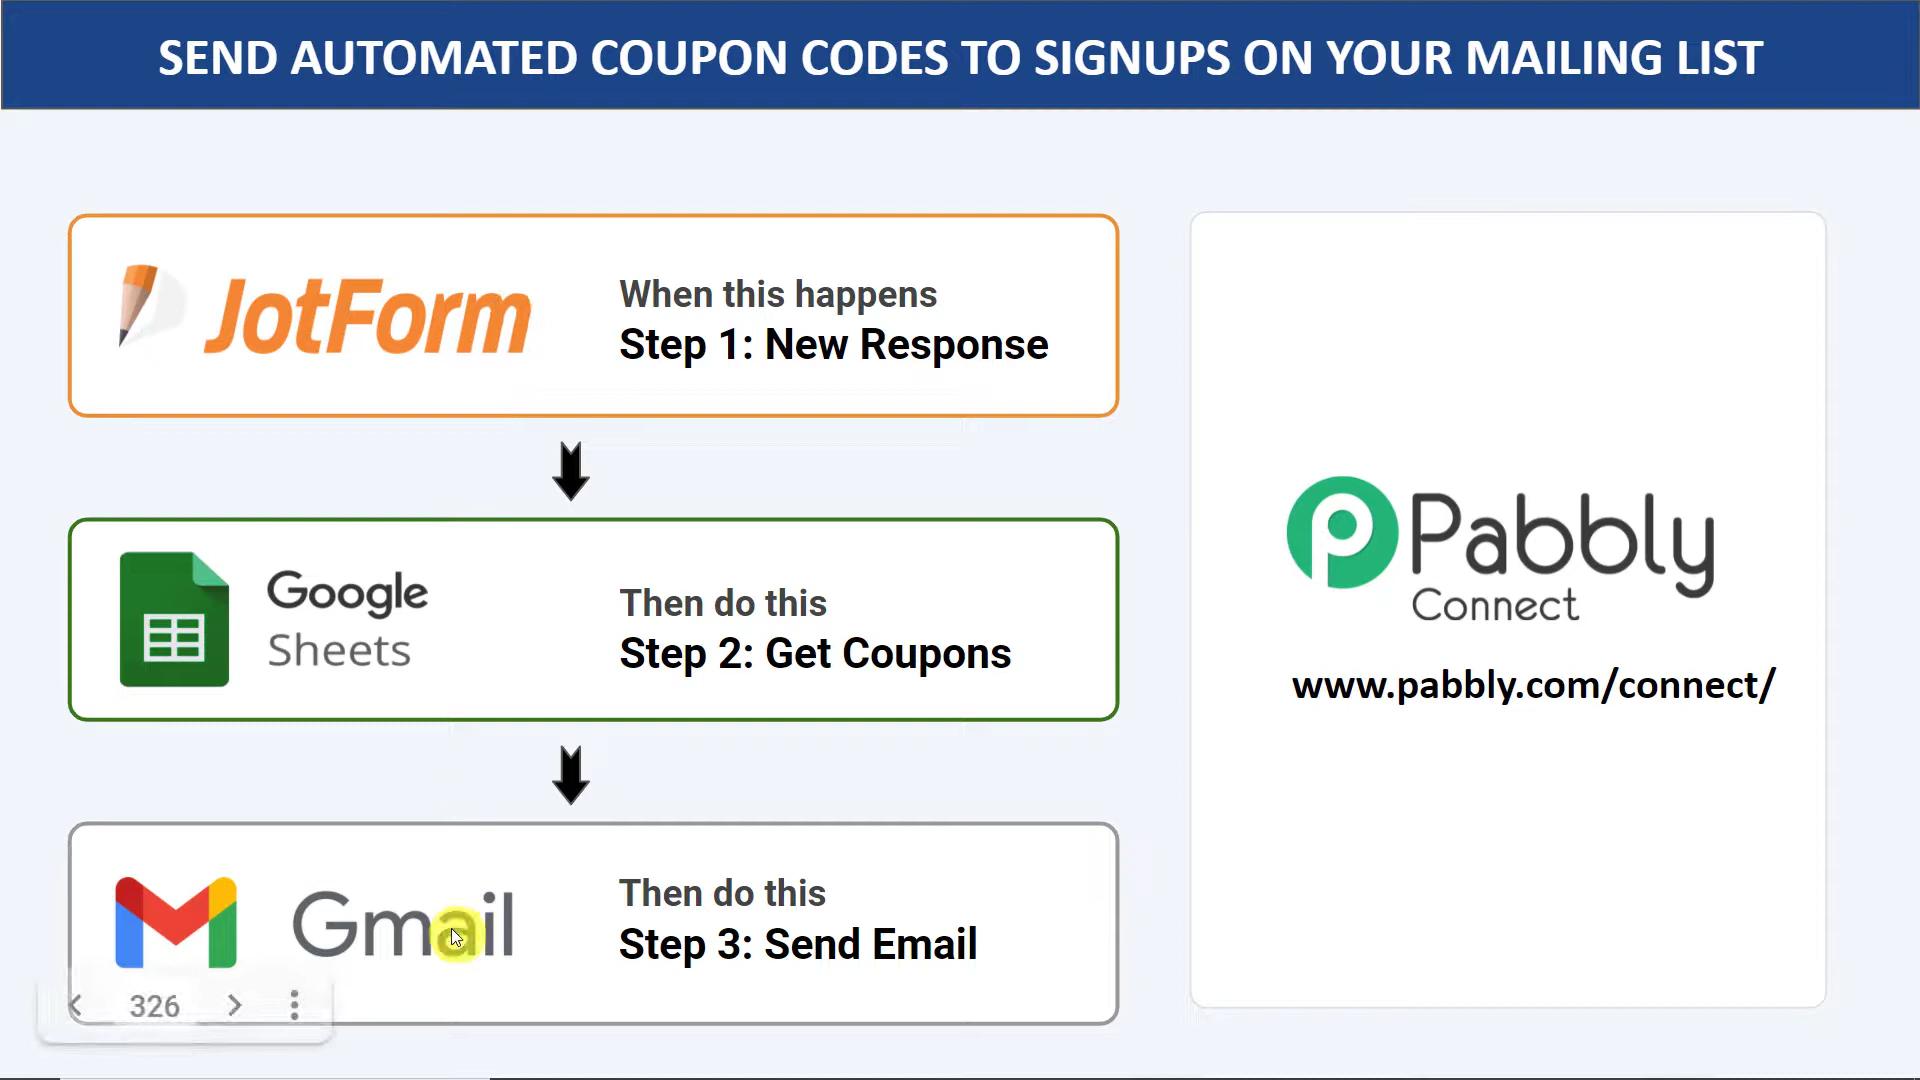 SEND AUTOMATED COUPON CODES TO SIGNUPS ON YOUR MAILING LIST
JotForm
When this happens
Step 1: New Response
Google
Sheets
Then do this
Step 2: Get Coupons
Gmail
Then do this
Step 3: Send Email
326
Pabbly
Connect
www.pabbly.com/connect/